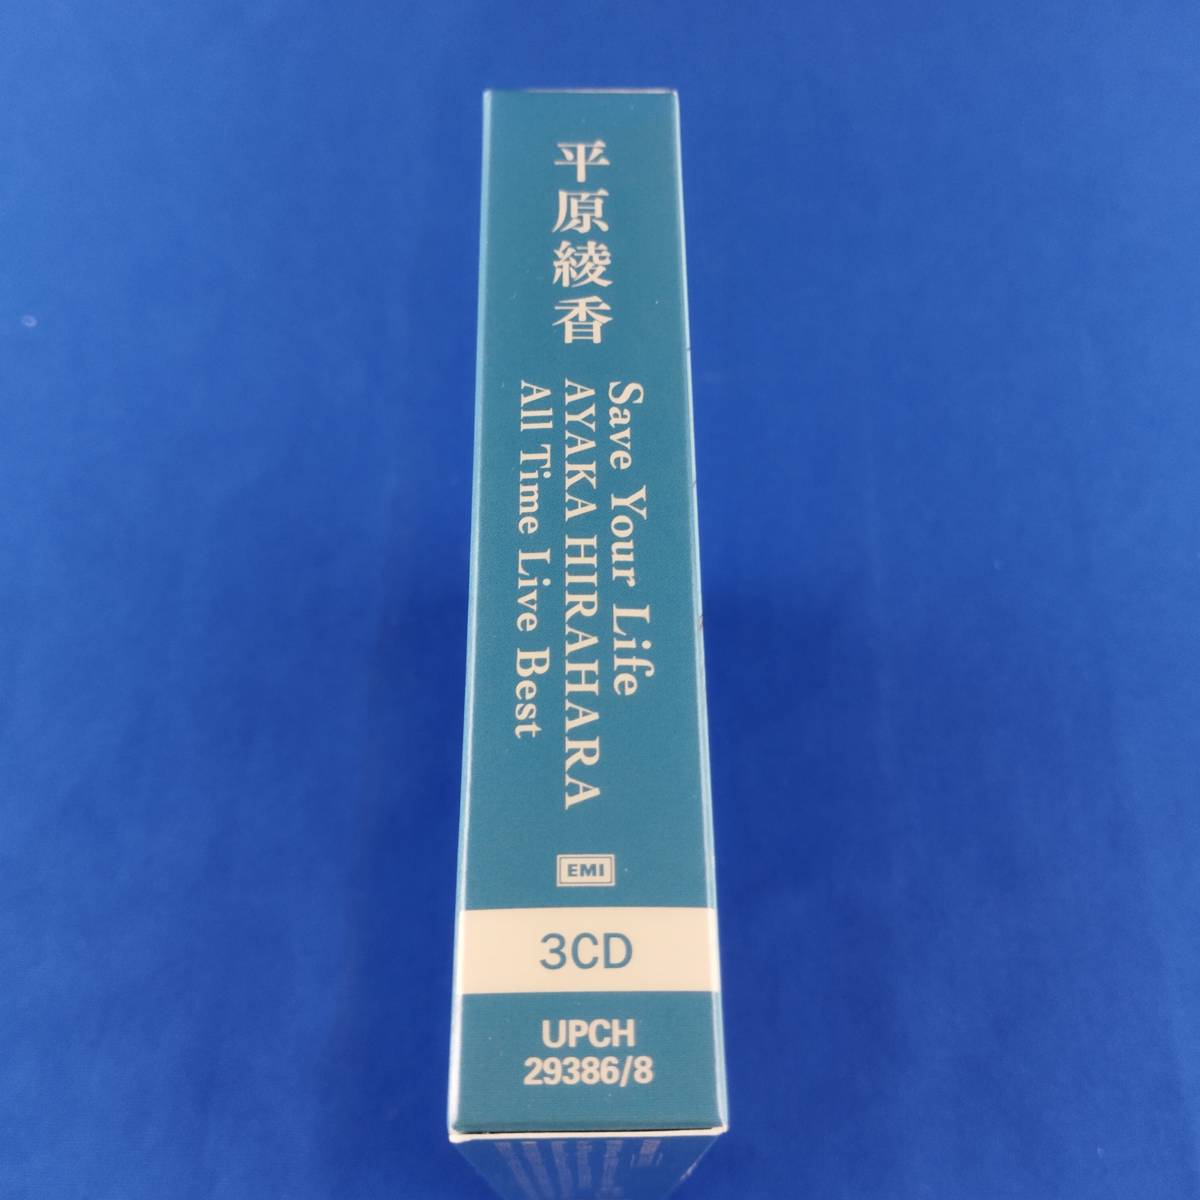 平原綾香
Save Your Life
AYAKA HIRAHARA
All Time Live Best
EMI
3CD
UPCH
29386/8